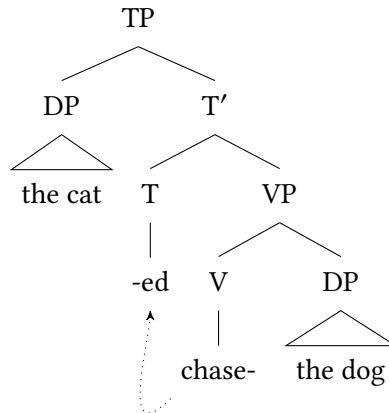 TP
DP T′
the cat T VP
-ed V DP
chase- the dog